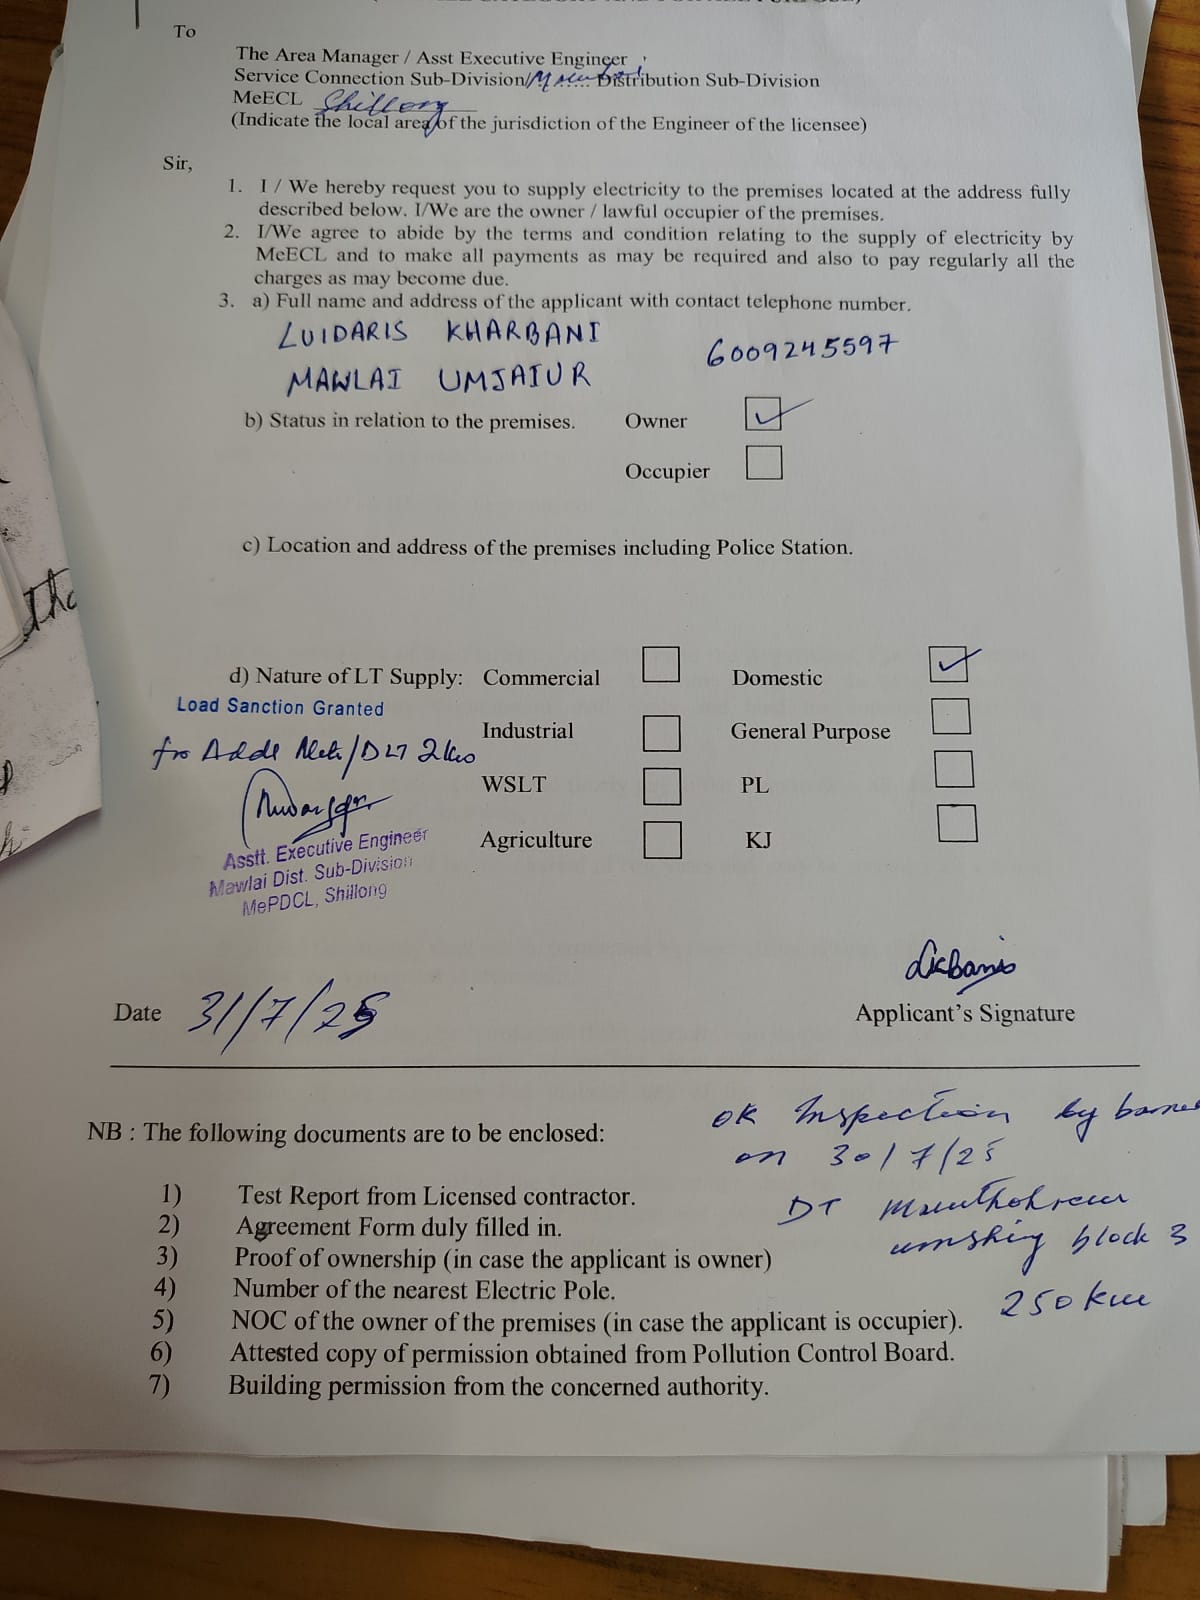 To
The Area Manager / Asst Executive Engineer
Service Connection Sub-Division/ Distribution Sub-Division
MeECL Shillong
(Indicate the local area of the jurisdiction of the Engineer of the licensee)
Sir,
1. I / We hereby request you to supply electricity to the premises located at the address fully
described below. I/We are the owner / lawful occupier of the premises.
2. I/We agree to abide by the terms and condition relating to the supply of electricity by
MeECL and to make all payments as may be required and also to pay regularly all the
charges as may become due.
3. a) Full name and address of the applicant with contact telephone number.
LUIDARIS KHARBANI
6009245597
MAWLAI UMJAIUR
b) Status in relation to the premises. Owner
Occupier
c) Location and address of the premises including Police Station.
d) Nature of LT Supply: Commercial Domestic
Load Sanction Granted
Industrial General Purpose
WSLT PL
Agriculture KJ
Asstt. Executive Engineer
Mawlai Dist. Sub-Division
MePDCL, Shillong
Date 31/7/25
Applicant's Signature
OK Inspection by
NB : The following documents are to be enclosed:
on 30/7/25
1) Test Report from Licensed contractor.
DT
2) Agreement Form duly filled in.
umshing block 3
3) Proof of ownership (in case the applicant is owner)
4) Number of the nearest Electric Pole.
250
5) NOC of the owner of the premises (in case the applicant is occupier).
6) Attested copy of permission obtained from Pollution Control Board.
7) Building permission from the concerned authority.